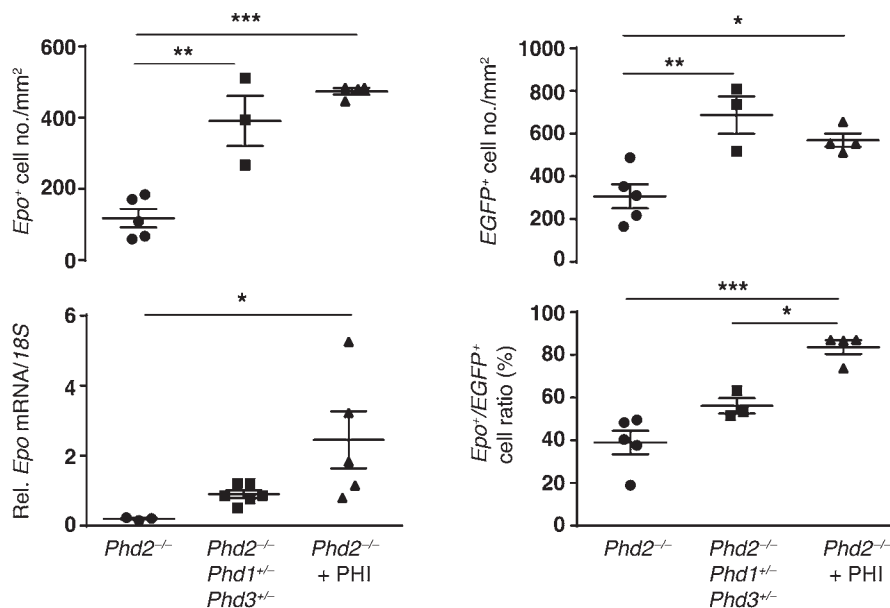 ***
**
600
400
200
0
Epo⁺ cell no./mm²
*
**
1000
800
600
400
200
0
EGFP⁺ cell no./mm²
*
6
4
2
0
Rel. Epo mRNA/18S
Phd2⁻/⁻
Phd2⁻/⁻
Phd1⁺/⁻
Phd3⁺/⁻
Phd2⁻/⁻
+ PHI
***
*
100
80
60
40
20
0
Epo⁺/EGFP⁺
cell ratio (%)
Phd2⁻/⁻
Phd2⁻/⁻
Phd1⁺/⁻
Phd3⁺/⁻
Phd2⁻/⁻
+ PHI